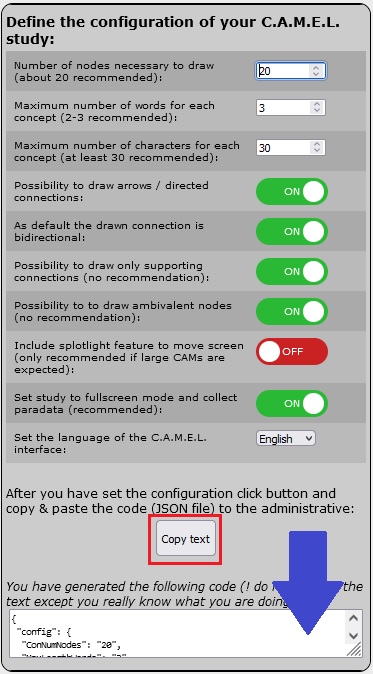 Define the configuration of your C.A.M.E.L.
study:
Number of nodes necessary to draw
(about 20 recommended):
20
Maximum number of words for each
concept (2-3 recommended):
3
Maximum number of characters for each
concept (at least 30 recommended):
30
Possibility to draw arrows / directed
connections:
ON
As default the drawn connection is
bidirectional:
ON
Possibility to draw only supporting
connections (no recommendation):
ON
Possibility to to draw ambivalent nodes
(no recommendation):
ON
Include splotlight feature to move screen
(only recommended if large CAMs are
expected):
OFF
Set study to fullscreen mode and collect
paradata (recommended):
ON
Set the language of the C.A.M.E.L.
interface:
English
After you have set the configuration click button and
copy & paste the code (JSON file) to the administrative:
Copy text
You have generated the following code (! do the
text except you really know what you are doing
{
"config": {
"ConNumNodes": "20",